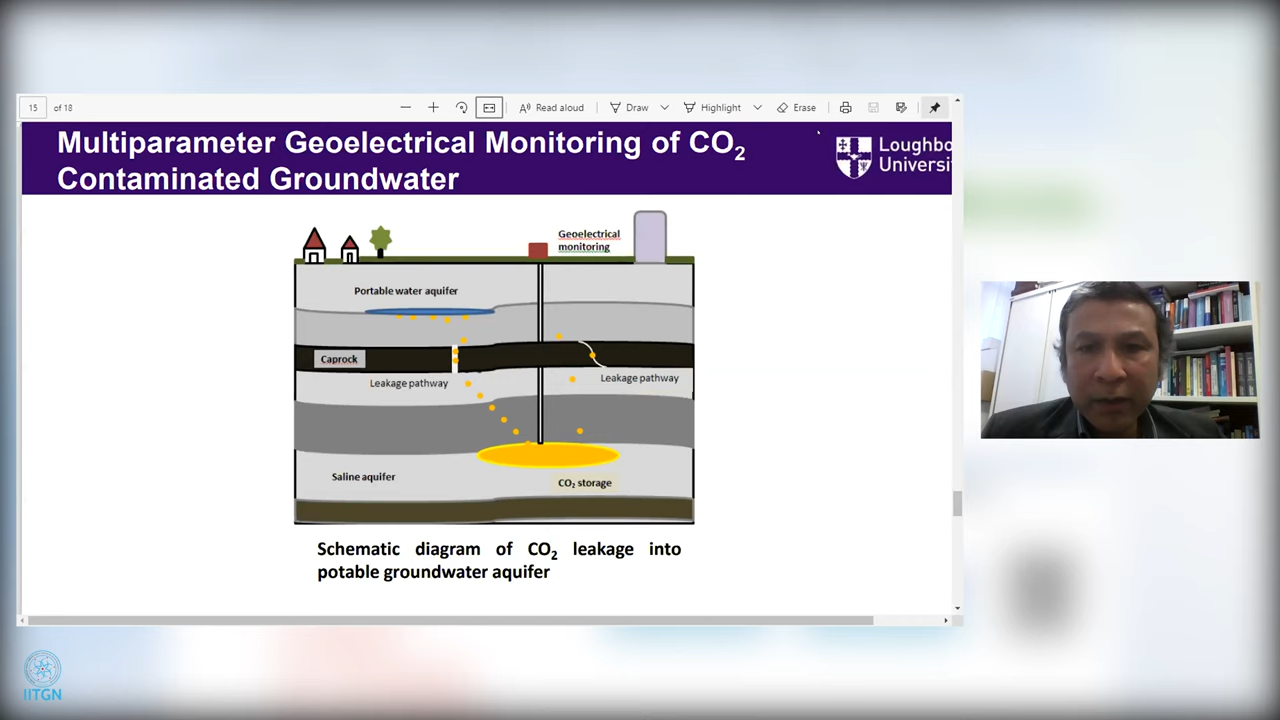 15 of 18
Read aloud
Draw
Highlight
Erase
Multiparameter Geoelectrical Monitoring of CO2
Contaminated Groundwater
Loughbo
Universi
Geoelectrical
monitoring
Portable water aquifer
Caprock
Leakage pathway
Leakage pathway
Saline aquifer
CO2 storage
Schematic diagram of CO2 leakage into
potable groundwater aquifer
IITGN